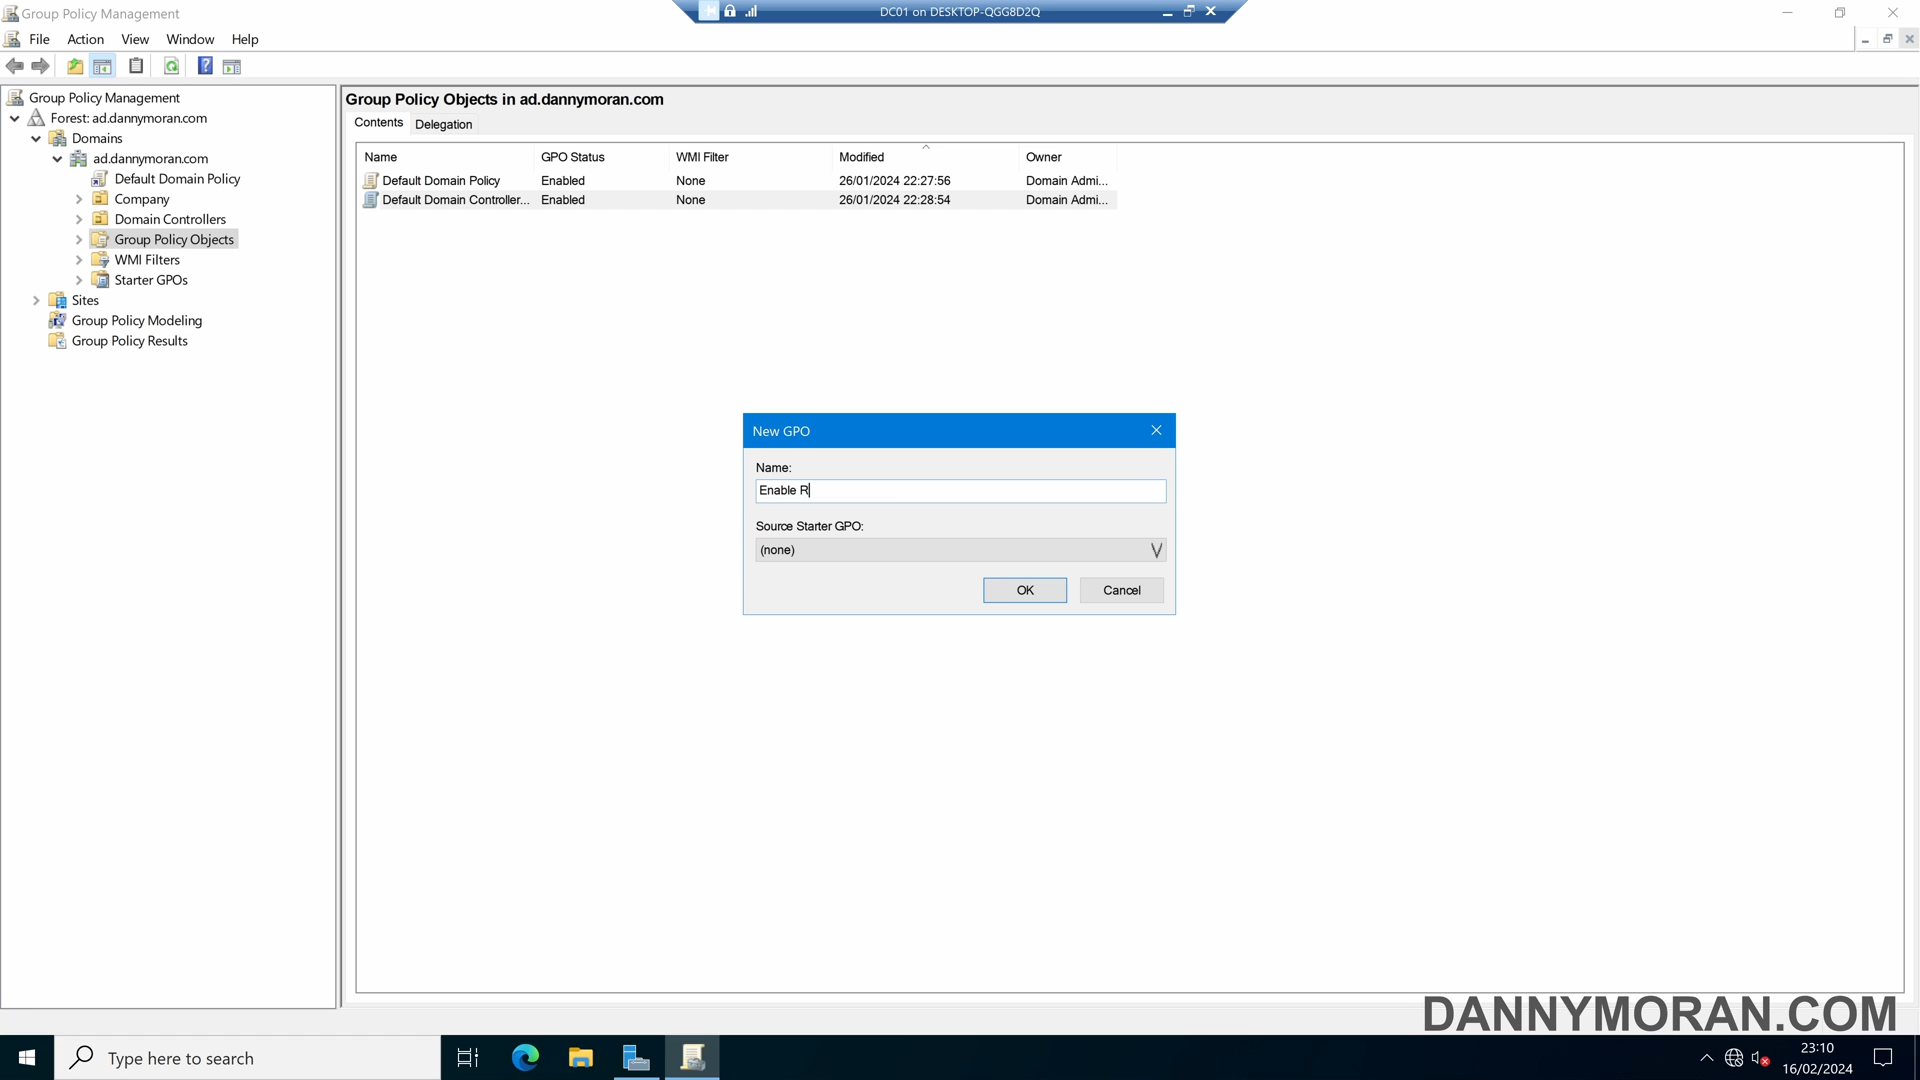 Group Policy Management
DC01 on DESKTOP-QGG8D2Q
File Action View Window Help
Group Policy Management
Forest: ad.dannymoran.com
Domains
ad.dannymoran.com
Default Domain Policy
Company
Domain Controllers
Group Policy Objects
WMI Filters
Starter GPOs
Sites
Group Policy Modeling
Group Policy Results
Group Policy Objects in ad.dannymoran.com
Contents Delegation
Name GPO Status WMI Filter Modified Owner
Default Domain Policy Enabled None 26/01/2024 22:27:56 Domain Admi...
Default Domain Controller... Enabled None 26/01/2024 22:28:54 Domain Admi...
New GPO
Name:
Enable R
Source Starter GPO:
(none)
OK Cancel
DANNYMORAN.COM
Type here to search
23:10
16/02/2024